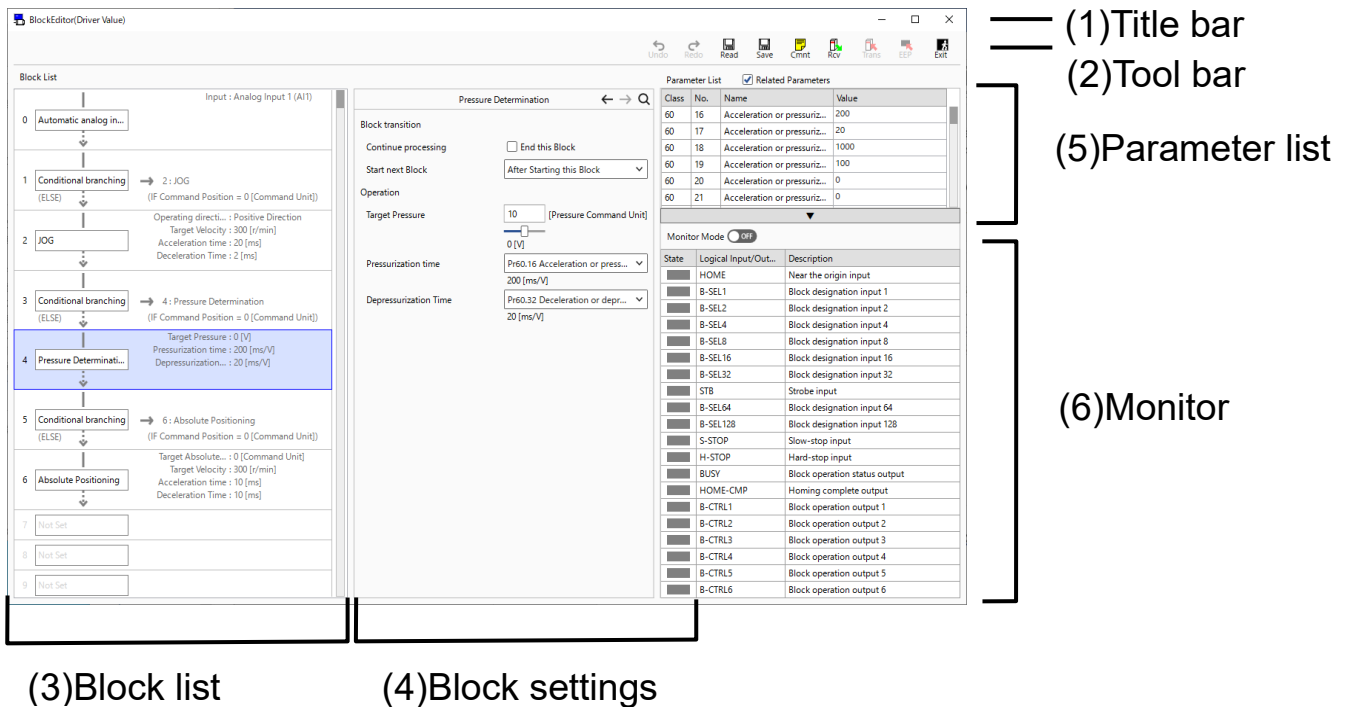 BlockEditor(Driver Value)
(1)Title bar
Undo Redo Read Save Cmnt Rcv Trans EEP Exit
(2)Tool bar
Block List
Input : Analog Input 1 (AI1)
0 Automatic analog in...
1 Conditional branching 2 : JOG
(ELSE) (IF Command Position = 0 [Command Unit])
Operating directi... : Positive Direction
Target Velocity : 300 [r/min]
2 JOG Acceleration time : 20 [ms]
Deceleration Time : 2 [ms]
3 Conditional branching 4 : Pressure Determination
(ELSE) (IF Command Position = 0 [Command Unit])
Target Pressure : 0 [V]
Pressurization time : 200 [ms/V]
4 Pressure Determinati... Depressurization... : 20 [ms/V]
5 Conditional branching 6 : Absolute Positioning
(ELSE) (IF Command Position = 0 [Command Unit])
Target Absolute... : 0 [Command Unit]
Target Velocity : 300 [r/min]
6 Absolute Positioning Acceleration time : 10 [ms]
Deceleration Time : 10 [ms]
7 Not Set
8 Not Set
9 Not Set
Pressure Determination
Block transition
Continue processing End this Block
Start next Block After Starting this Block
Operation
Target Pressure 10 [Pressure Command Unit]
0 [V]
Pressurization time Pr60.16 Acceleration or press...
200 [ms/V]
Depressurization Time Pr60.32 Deceleration or depr...
20 [ms/V]
Parameter List Related Parameters
Class No. Name Value
60 16 Acceleration or pressuriz... 200
60 17 Acceleration or pressuriz... 20
60 18 Acceleration or pressuriz... 1000
60 19 Acceleration or pressuriz... 100
60 20 Acceleration or pressuriz... 0
60 21 Acceleration or pressuriz... 0
(5)Parameter list
Monitor Mode OFF
State Logical Input/Out... Description
HOME Near the origin input
B-SEL1 Block designation input 1
B-SEL2 Block designation input 2
B-SEL4 Block designation input 4
B-SEL8 Block designation input 8
B-SEL16 Block designation input 16
B-SEL32 Block designation input 32
STB Strobe input
B-SEL64 Block designation input 64
B-SEL128 Block designation input 128
S-STOP Slow-stop input
H-STOP Hard-stop input
BUSY Block operation status output
HOME-CMP Homing complete output
B-CTRL1 Block operation output 1
B-CTRL2 Block operation output 2
B-CTRL3 Block operation output 3
B-CTRL4 Block operation output 4
B-CTRL5 Block operation output 5
B-CTRL6 Block operation output 6
(6)Monitor
(3)Block list
(4)Block settings